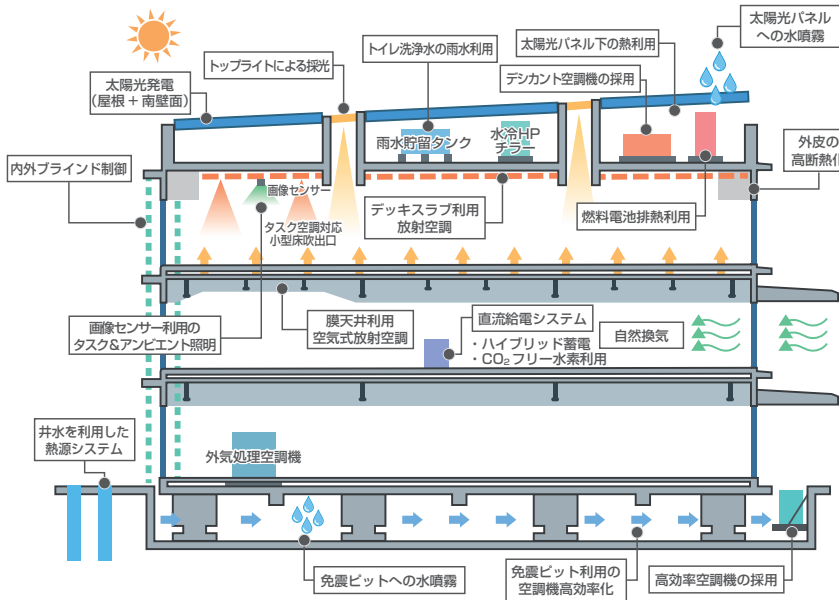 太陽光パネル
への水噴霧
トイレ洗浄水の雨水利用
太陽光パネル下の熱利用
トップライトによる採光
デシカント空調機の採用
太陽光発電
(屋根+南壁面)
雨水貯留タンク
水冷HP
チラー
外皮の
高断熱化
内外ブラインド制御
画像センサー
タスク空調対応
小型床吹出口
デッキスラブ利用
放射空調
燃料電池排熱利用
画像センサー利用の
タスク&アンビエント照明
膜天井利用
空気式放射空調
直流給電システム
・ハイブリッド蓄電
・CO₂フリー水素利用
自然換気
井水を利用した
熱源システム
外気処理空調機
免震ピットへの水噴霧
免震ピット利用の
空調機高効率化
高効率空調機の採用